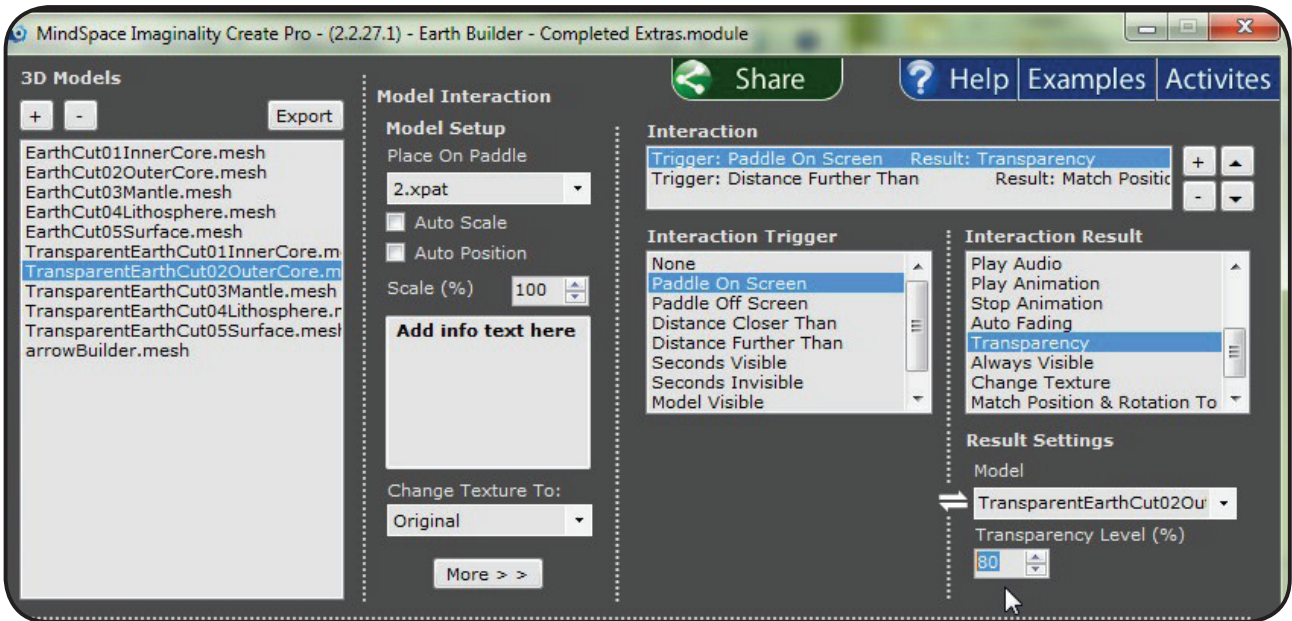 MindSpace Imaginality Create Pro - (2.2.27.1) - Earth Builder - Completed Extras.module
Share
Help Examples Activites
3D Models
+ - Export
EarthCut01InnerCore.mesh
EarthCut02OuterCore.mesh
EarthCut03Mantle.mesh
EarthCut04Lithosphere.mesh
EarthCut05Surface.mesh
TransparentEarthCut01InnerCore.m
TransparentEarthCut02OuterCore.m
TransparentEarthCut03Mantle.mesh
TransparentEarthCut04Lithosphere.r
TransparentEarthCut05Surface.mesl
arrowBuilder.mesh
Model Interaction
Model Setup
Place On Paddle
2.xpat
Auto Scale
Auto Position
Scale (%) 100
Add info text here
Change Texture To:
Original
More > >
Interaction
Trigger: Paddle On Screen Result: Transparency
Trigger: Distance Further Than Result: Match Positic
+
-
Interaction Trigger
None
Paddle On Screen
Paddle Off Screen
Distance Closer Than
Distance Further Than
Seconds Visible
Seconds Invisible
Model Visible
Interaction Result
Play Audio
Play Animation
Stop Animation
Auto Fading
Transparency
Always Visible
Change Texture
Match Position & Rotation To
Result Settings
Model
TransparentEarthCut02Ou
Transparency Level (%)
80